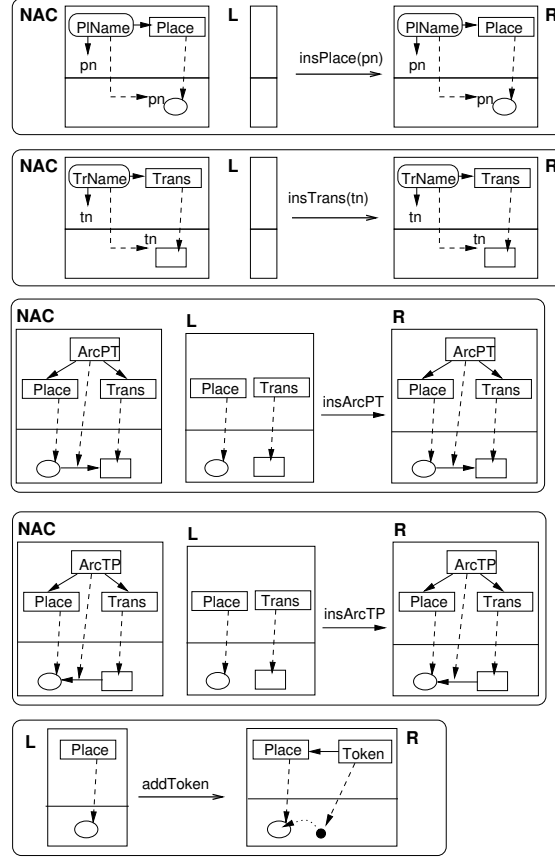 NAC L R
PlName Place insPlace(pn) PlName Place
pn pn
pn pn
NAC L R
TrName Trans insTrans(tn) TrName Trans
tn tn
tn tn
NAC L R
ArcPT ArcPT
Place Trans Place Trans insArcPT Place Trans
NAC L R
ArcTP ArcTP
Place Trans Place Trans insArcTP Place Trans
L R
Place addToken Place Token